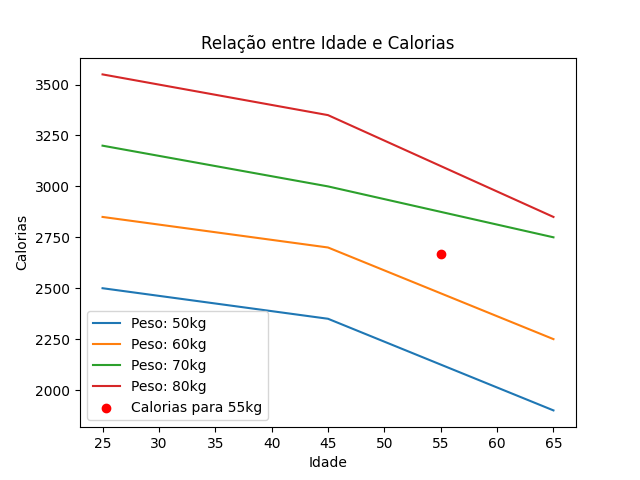 Relação entre Idade e Calorias
Calorias
3500
3250
3000
2750
2500
2250
2000
Peso: 50kg
Peso: 60kg
Peso: 70kg
Peso: 80kg
Calorias para 55kg
25 30 35 40 45 50 55 60 65
Idade